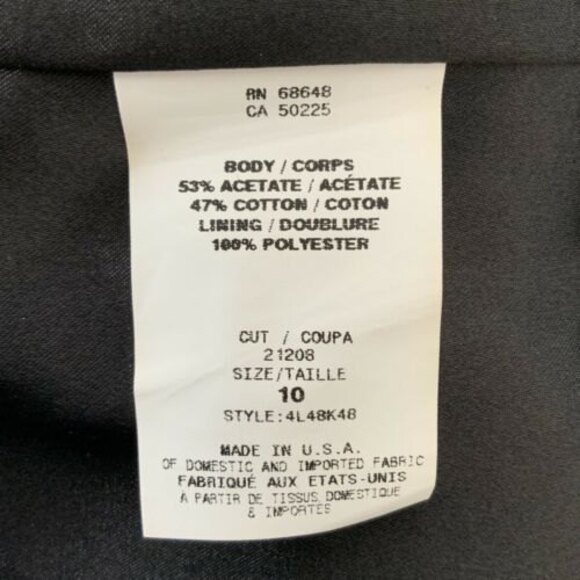 RN 68648
CA 50225
BODY / CORPS
53% ACETATE / ACÉTATE
47% COTTON / COTON
LINING / DOUBLURE
100% POLYESTER
CUT / COUPA
21208
SIZE/TAILLE
10
STYLE:4L48K48
MADE IN U.S.A.
OF DOMESTIC AND IMPORTED FABRIC
FABRIQUÉ AUX ETATS-UNIS
A PARTIR DE TISSUS DOMESTIQUE
& IMPORTES